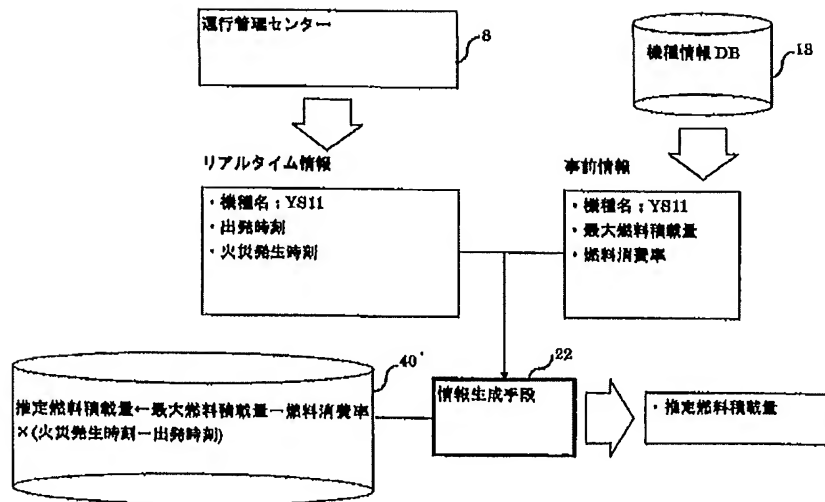 運行管理センター
8
機種情報DB
18
リアルタイム情報
・機種名；YS11
・出発時刻
・火災発生時刻
事前情報
・機種名；YS11
・最大燃料積載量
・燃料消費率
40'
推定燃料積載量←最大燃料積載量－燃料消費率
×(火災発生時刻－出発時刻)
22
情報生成手段
・推定燃料積載量